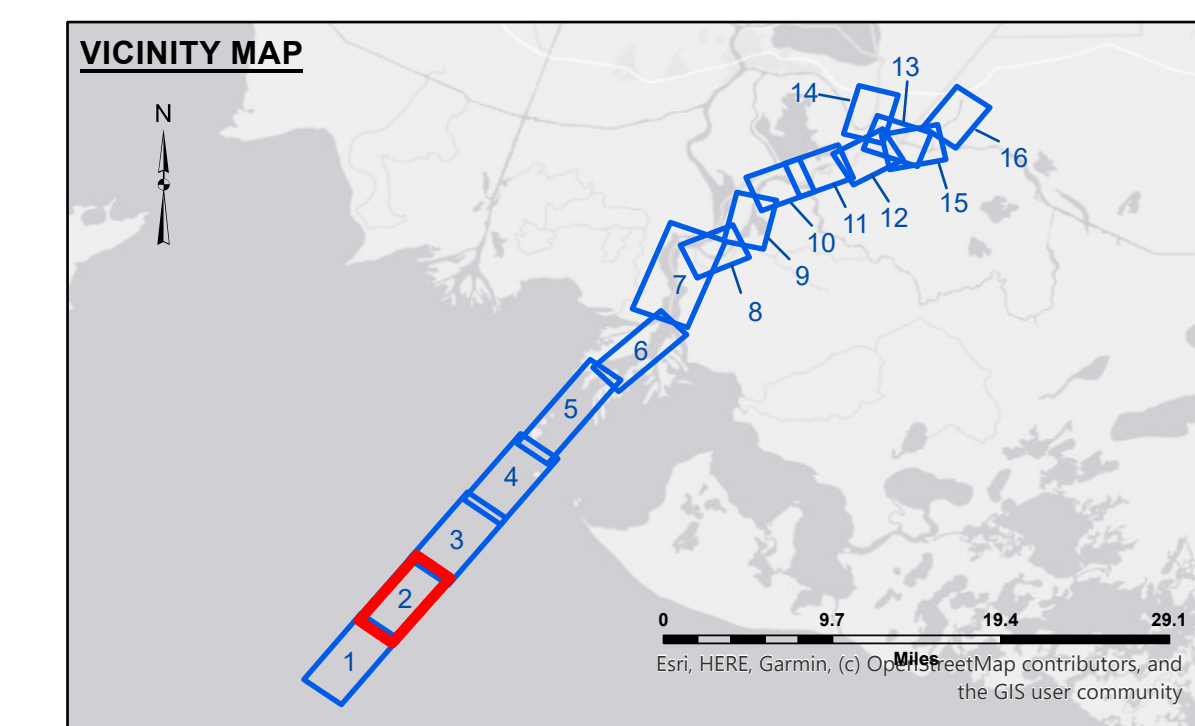 VICINITY MAP
N
13
14
16
15
12
11
10
9
7
8
6
5
4
3
2
1
0 9.7 19.4 29.1
Miles
Esri, HERE, Garmin, (c) OpenStreetMap contributors, and
the GIS user community